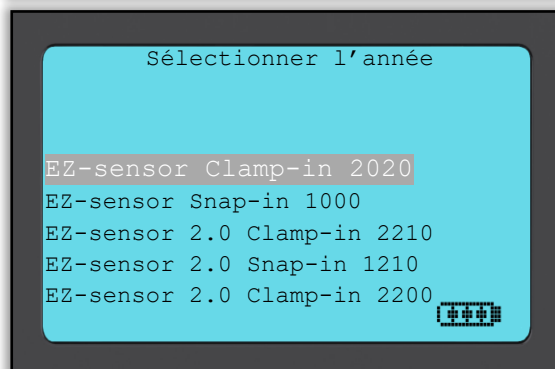 Sélectionner l’année
EZ-sensor Clamp-in 2020
EZ-sensor Snap-in 1000
EZ-sensor 2.0 Clamp-in 2210
EZ-sensor 2.0 Snap-in 1210
EZ-sensor 2.0 Clamp-in 2200